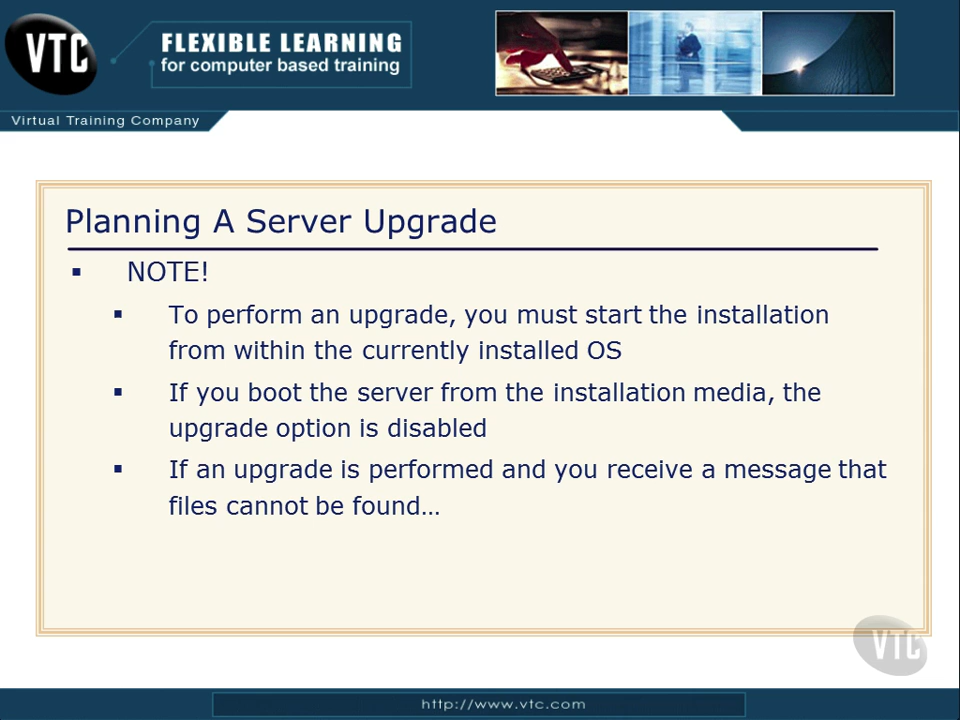 VTC
FLEXIBLE LEARNING
for computer based training
Virtual Training Company
Planning A Server Upgrade
▪ NOTE!
▪ To perform an upgrade, you must start the installation
from within the currently installed OS
▪ If you boot the server from the installation media, the
upgrade option is disabled
▪ If an upgrade is performed and you receive a message that
files cannot be found…
VTC
http://www.vtc.com